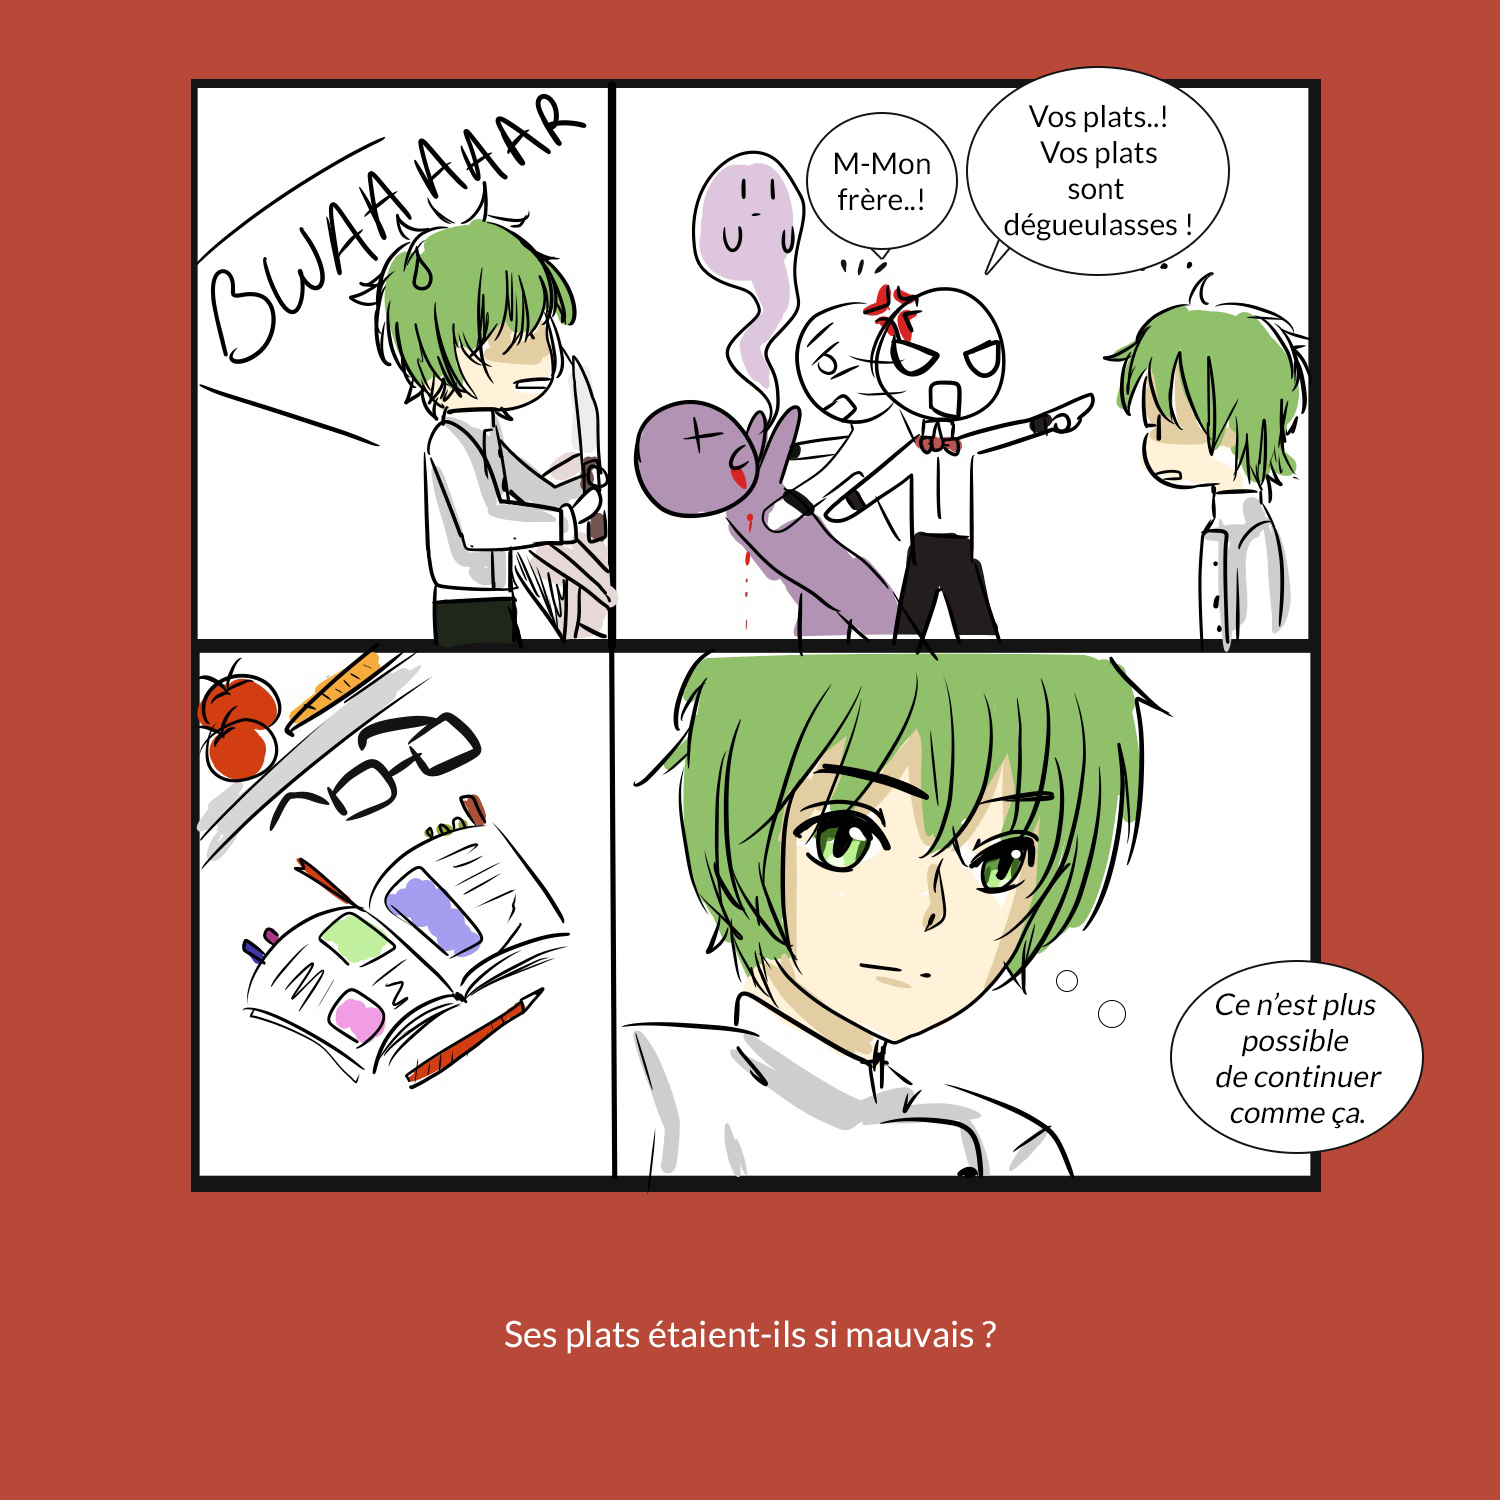 BWAAAAAAR
M-Mon
frère..!
Vos plats..!
Vos plats
sont
dégueulasses !
Ce n'est plus
possible
de continuer
comme ça.
Ses plats étaient-ils si mauvais ?